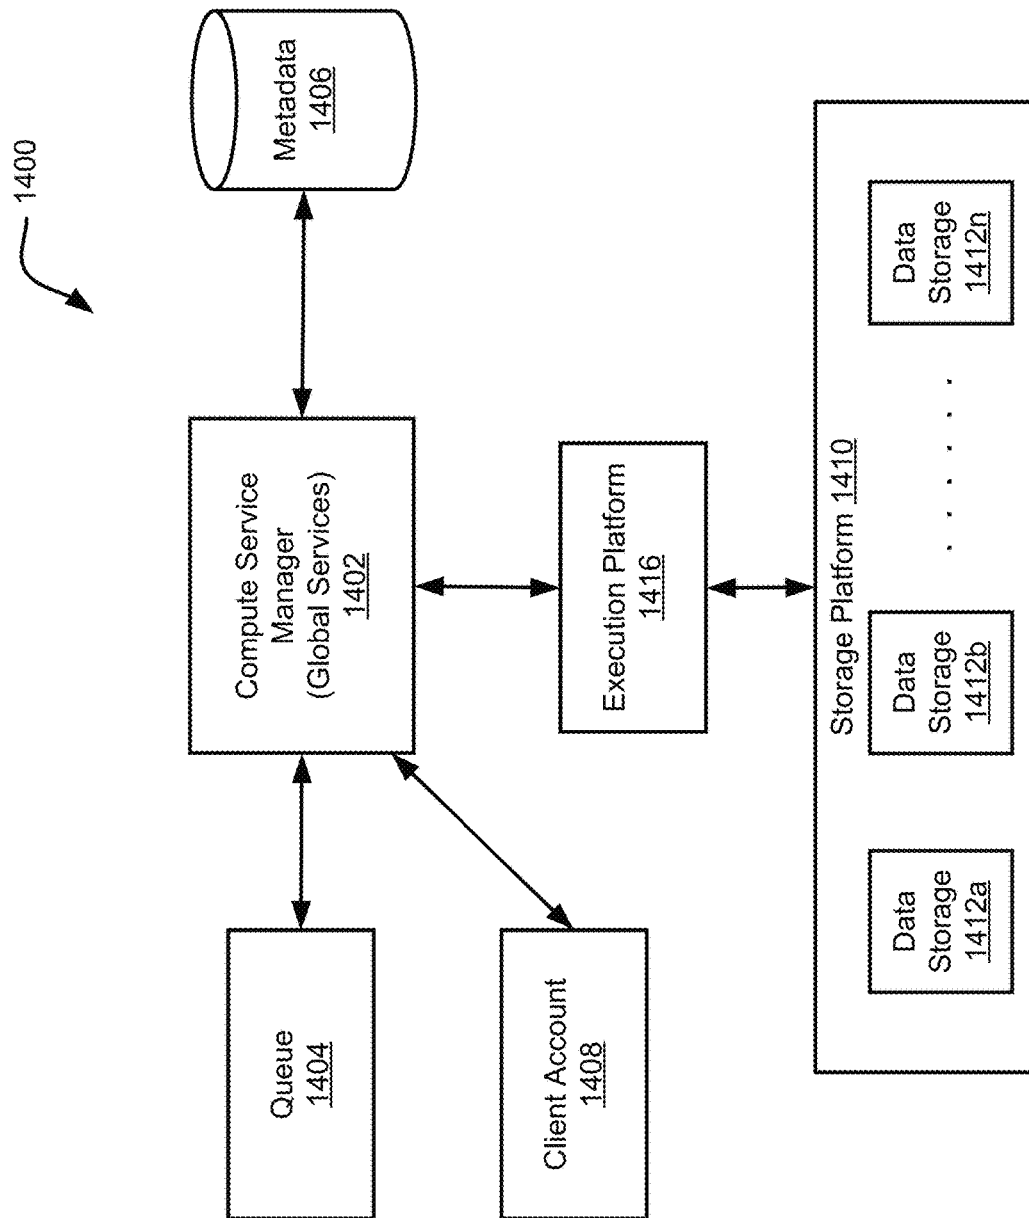 1400
Queue
1404
Compute Service
Manager
(Global Services)
1402
Metadata
1406
Client Account
1408
Execution Platform
1416
Storage Platform 1410
Data
Storage
1412a
Data
Storage
1412b
. . . . . .
Data
Storage
1412n